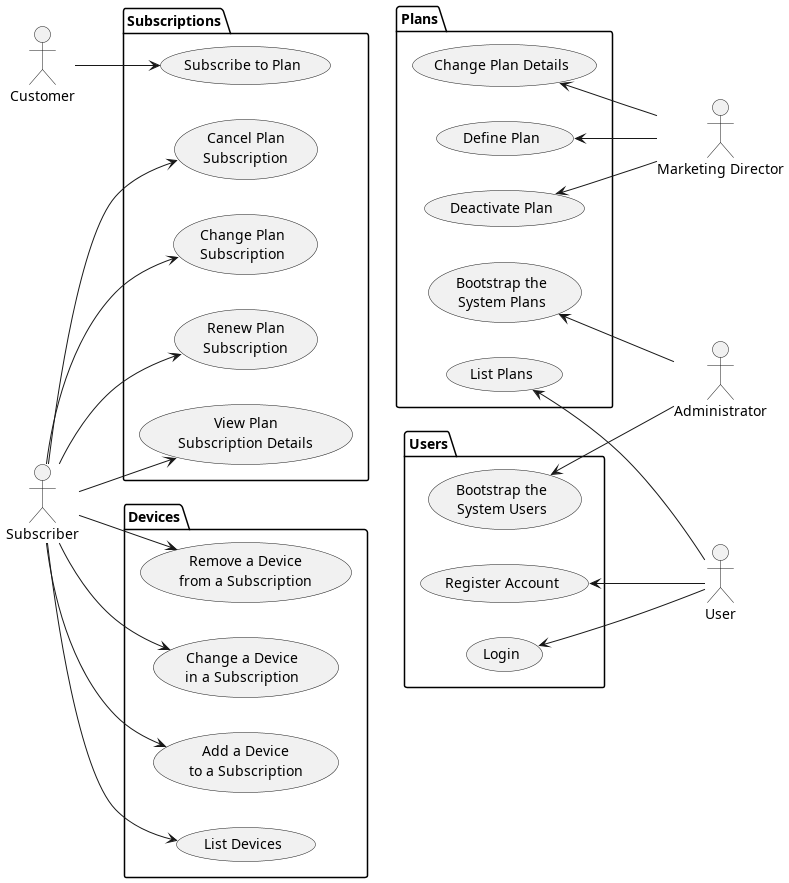 Customer
Subscriptions
Subscribe to Plan
Cancel Plan
Subscription
Change Plan
Subscription
Renew Plan
Subscription
View Plan
Subscription Details
Subscriber
Devices
Remove a Device
from a Subscription
Change a Device
in a Subscription
Add a Device
to a Subscription
List Devices
Plans
Change Plan Details
Define Plan
Deactivate Plan
Bootstrap the
System Plans
List Plans
Marketing Director
Administrator
Users
Bootstrap the
System Users
Register Account
Login
User